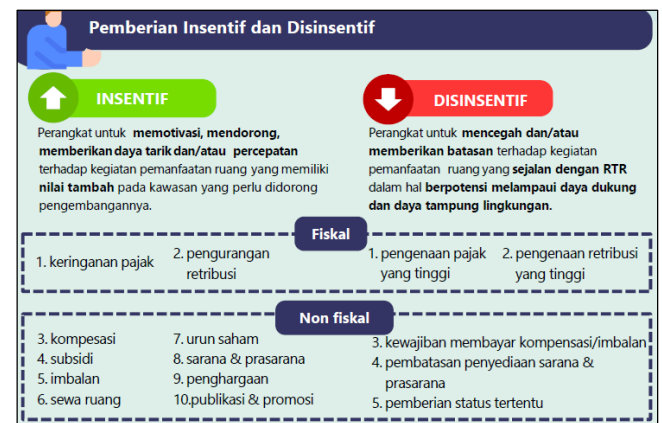 Pemberian Insentif dan Disinsentif
INSENTIF
Perangkat untuk memotivasi, mendorong,
memberikan daya tarik dan/atau percepatan
terhadap kegiatan pemanfaatan ruang yang memiliki
nilai tambah pada kawasan yang perlu didorong
pengembangannya.
DISINSENTIF
Perangkat untuk mencegah dan/atau
memberikan batasan terhadap kegiatan
pemanfaatan ruang yang sejalan dengan RTR
dalam hal berpotensi melampaui daya dukung
dan daya tampung lingkungan.
Fiskal
1. keringanan pajak
2. pengurangan
retribusi
1. pengenaan pajak
yang tinggi
2. pengenaan retribusi
yang tinggi
Non fiskal
3. kompesasi
4. subsidi
5. imbalan
6. sewa ruang
7. urun saham
8. sarana & prasarana
9. penghargaan
10.publikasi & promosi
3. kewajiban membayar kompensasi/imbalan
4. pembatasan penyediaan sarana &
prasarana
5. pemberian status tertentu